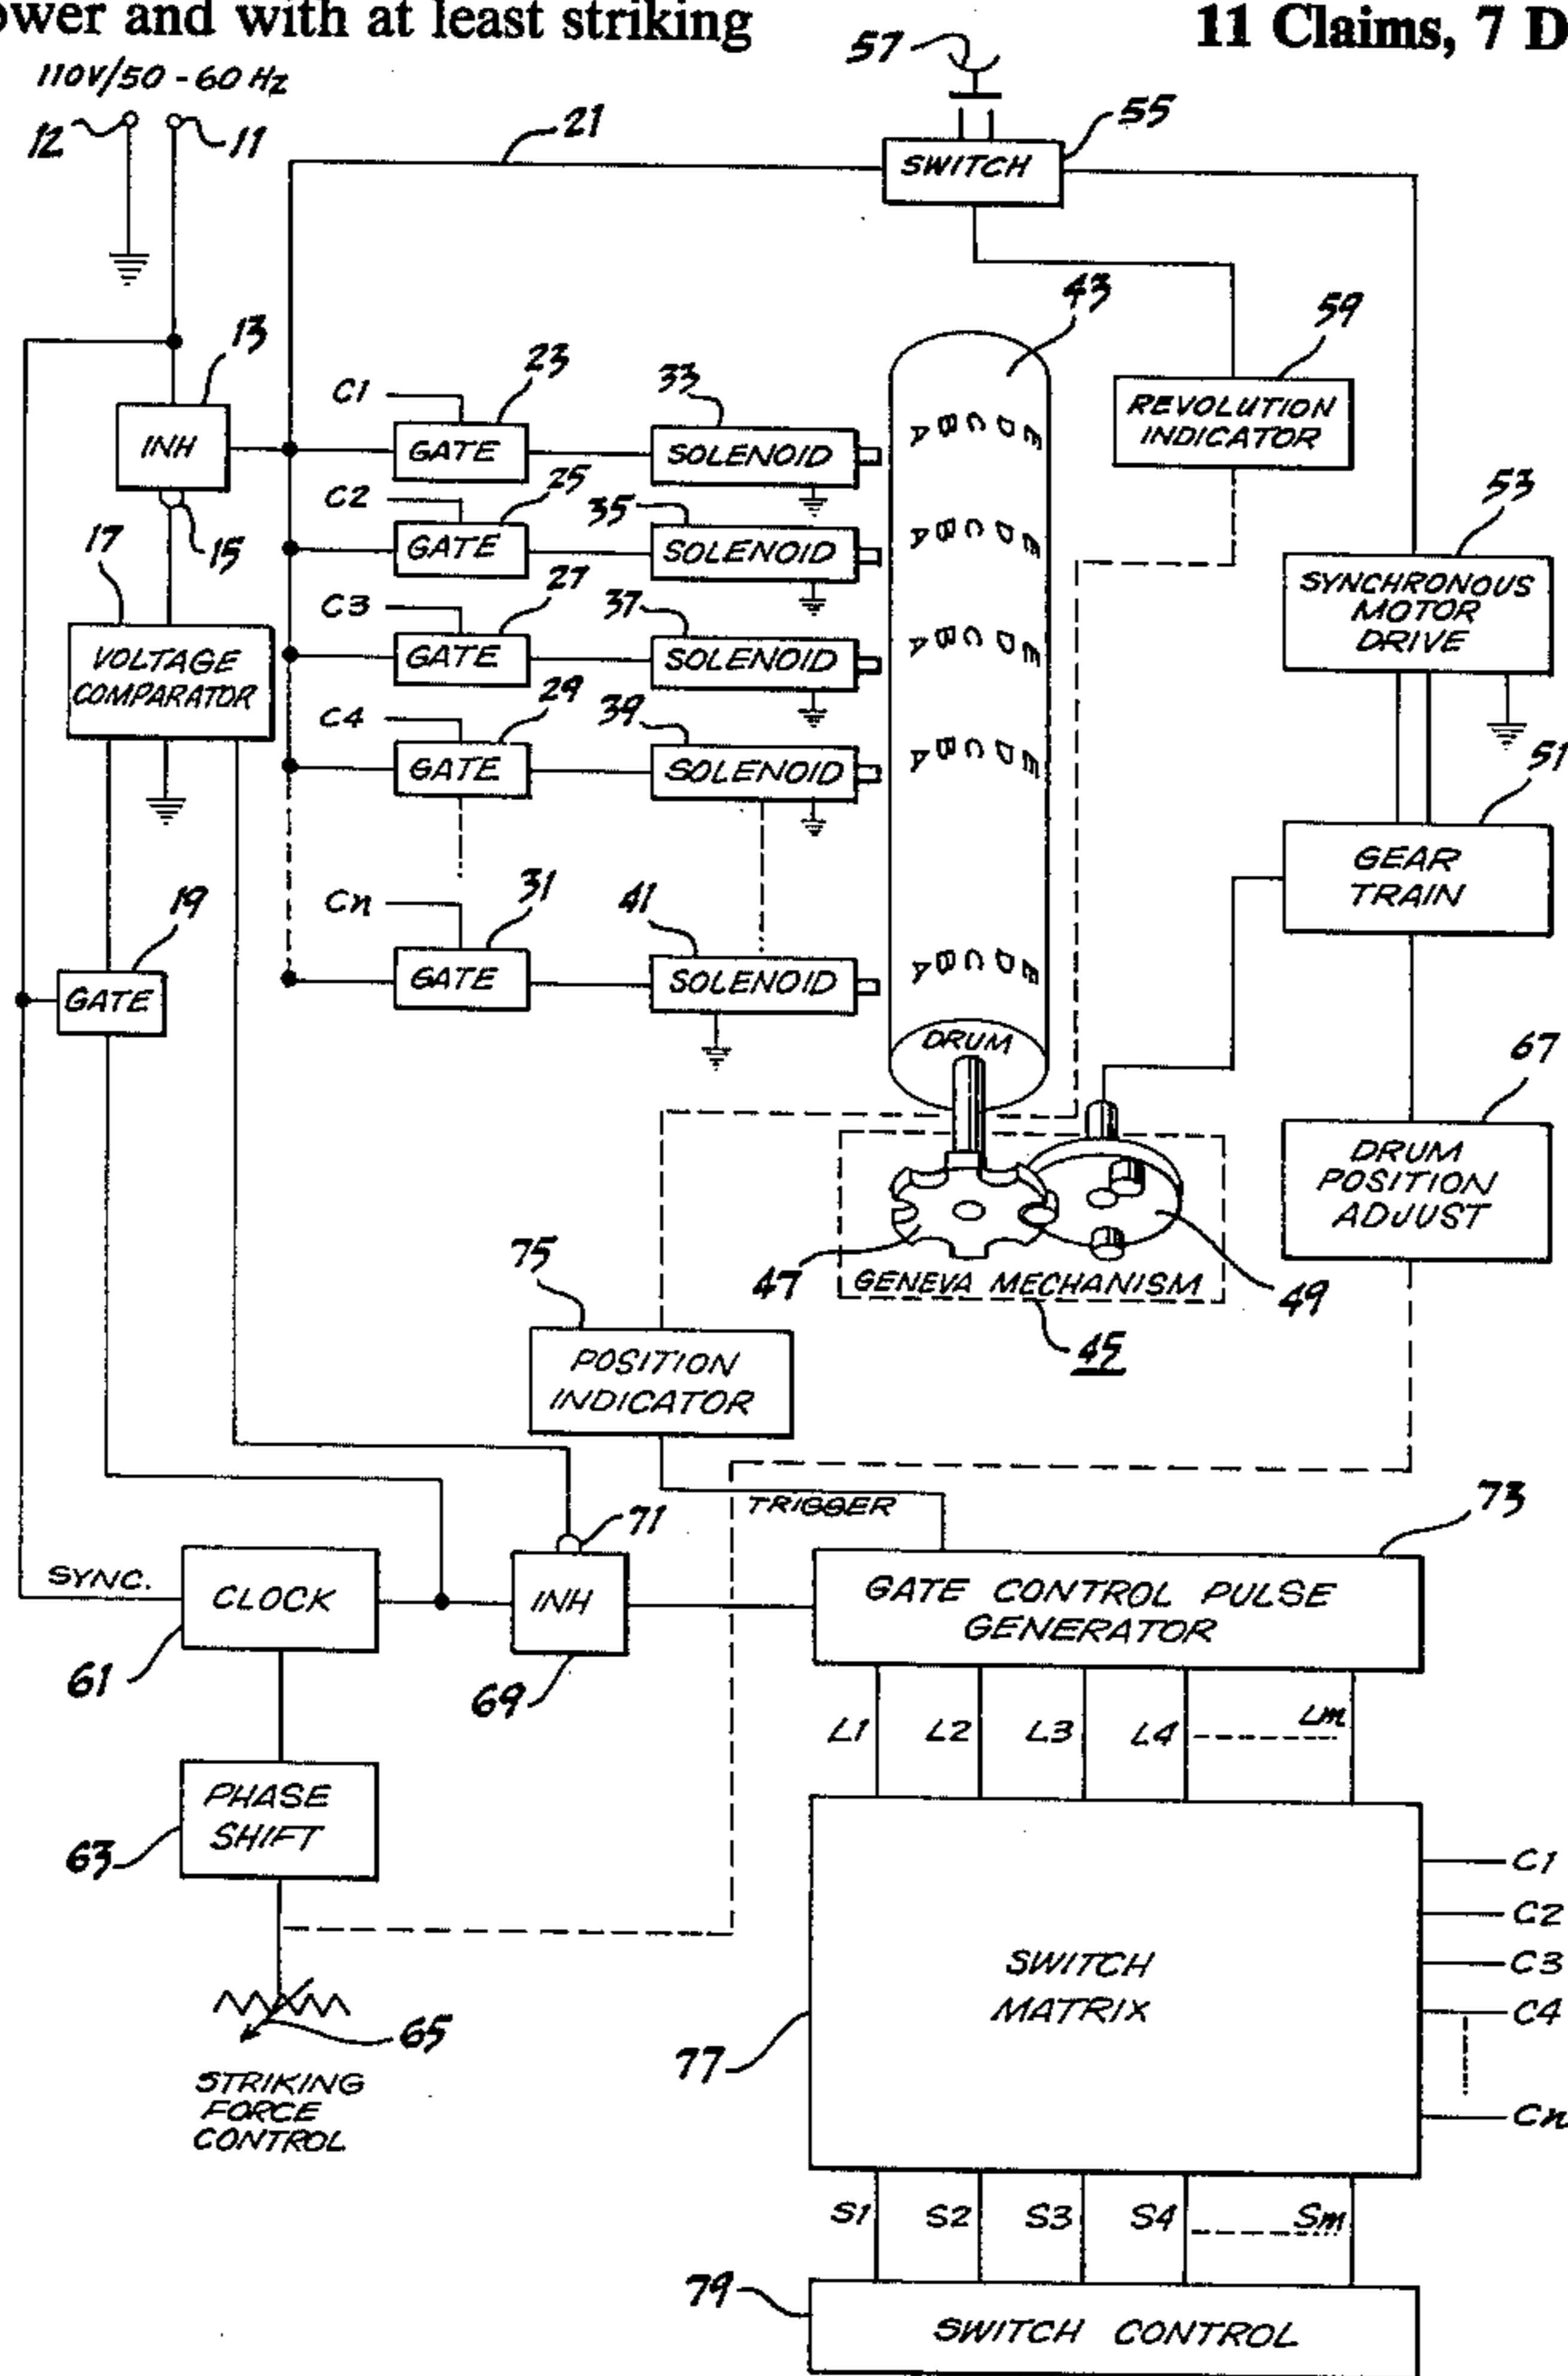 ower and with at least striking
11 Claims, 7 D
110V/50-60 Hz
57
55
12
11
21
SWITCH
43
59
13
C1
23
33
REVOLUTION
INDICATOR
INH
GATE
SOLENOID
E D C B A
C2
25
35
53
17
15
GATE
SOLENOID
E D C B A
C3
27
37
SYNCHRONOUS
MOTOR
DRIVE
VOLTAGE
COMPARATOR
GATE
SOLENOID
E D C B A
C4
29
39
51
GATE
SOLENOID
E D C B A
GEAR
TRAIN
Cn
31
41
19
GATE
SOLENOID
E D C B A
GATE
DRUM
67
DRUM
POSITION
ADJUST
75
47
GENEVA MECHANISM
49
45
POSITION
INDICATOR
TRIGGER
73
71
SYNC.
CLOCK
INH
GATE CONTROL PULSE
GENERATOR
61
69
L1
L2
L3
L4
Lm
PHASE
SHIFT
63
C1
C2
C3
C4
Cn
SWITCH
MATRIX
65
77
STRIKING
FORCE
CONTROL
S1
S2
S3
S4
Sm
79
SWITCH CONTROL